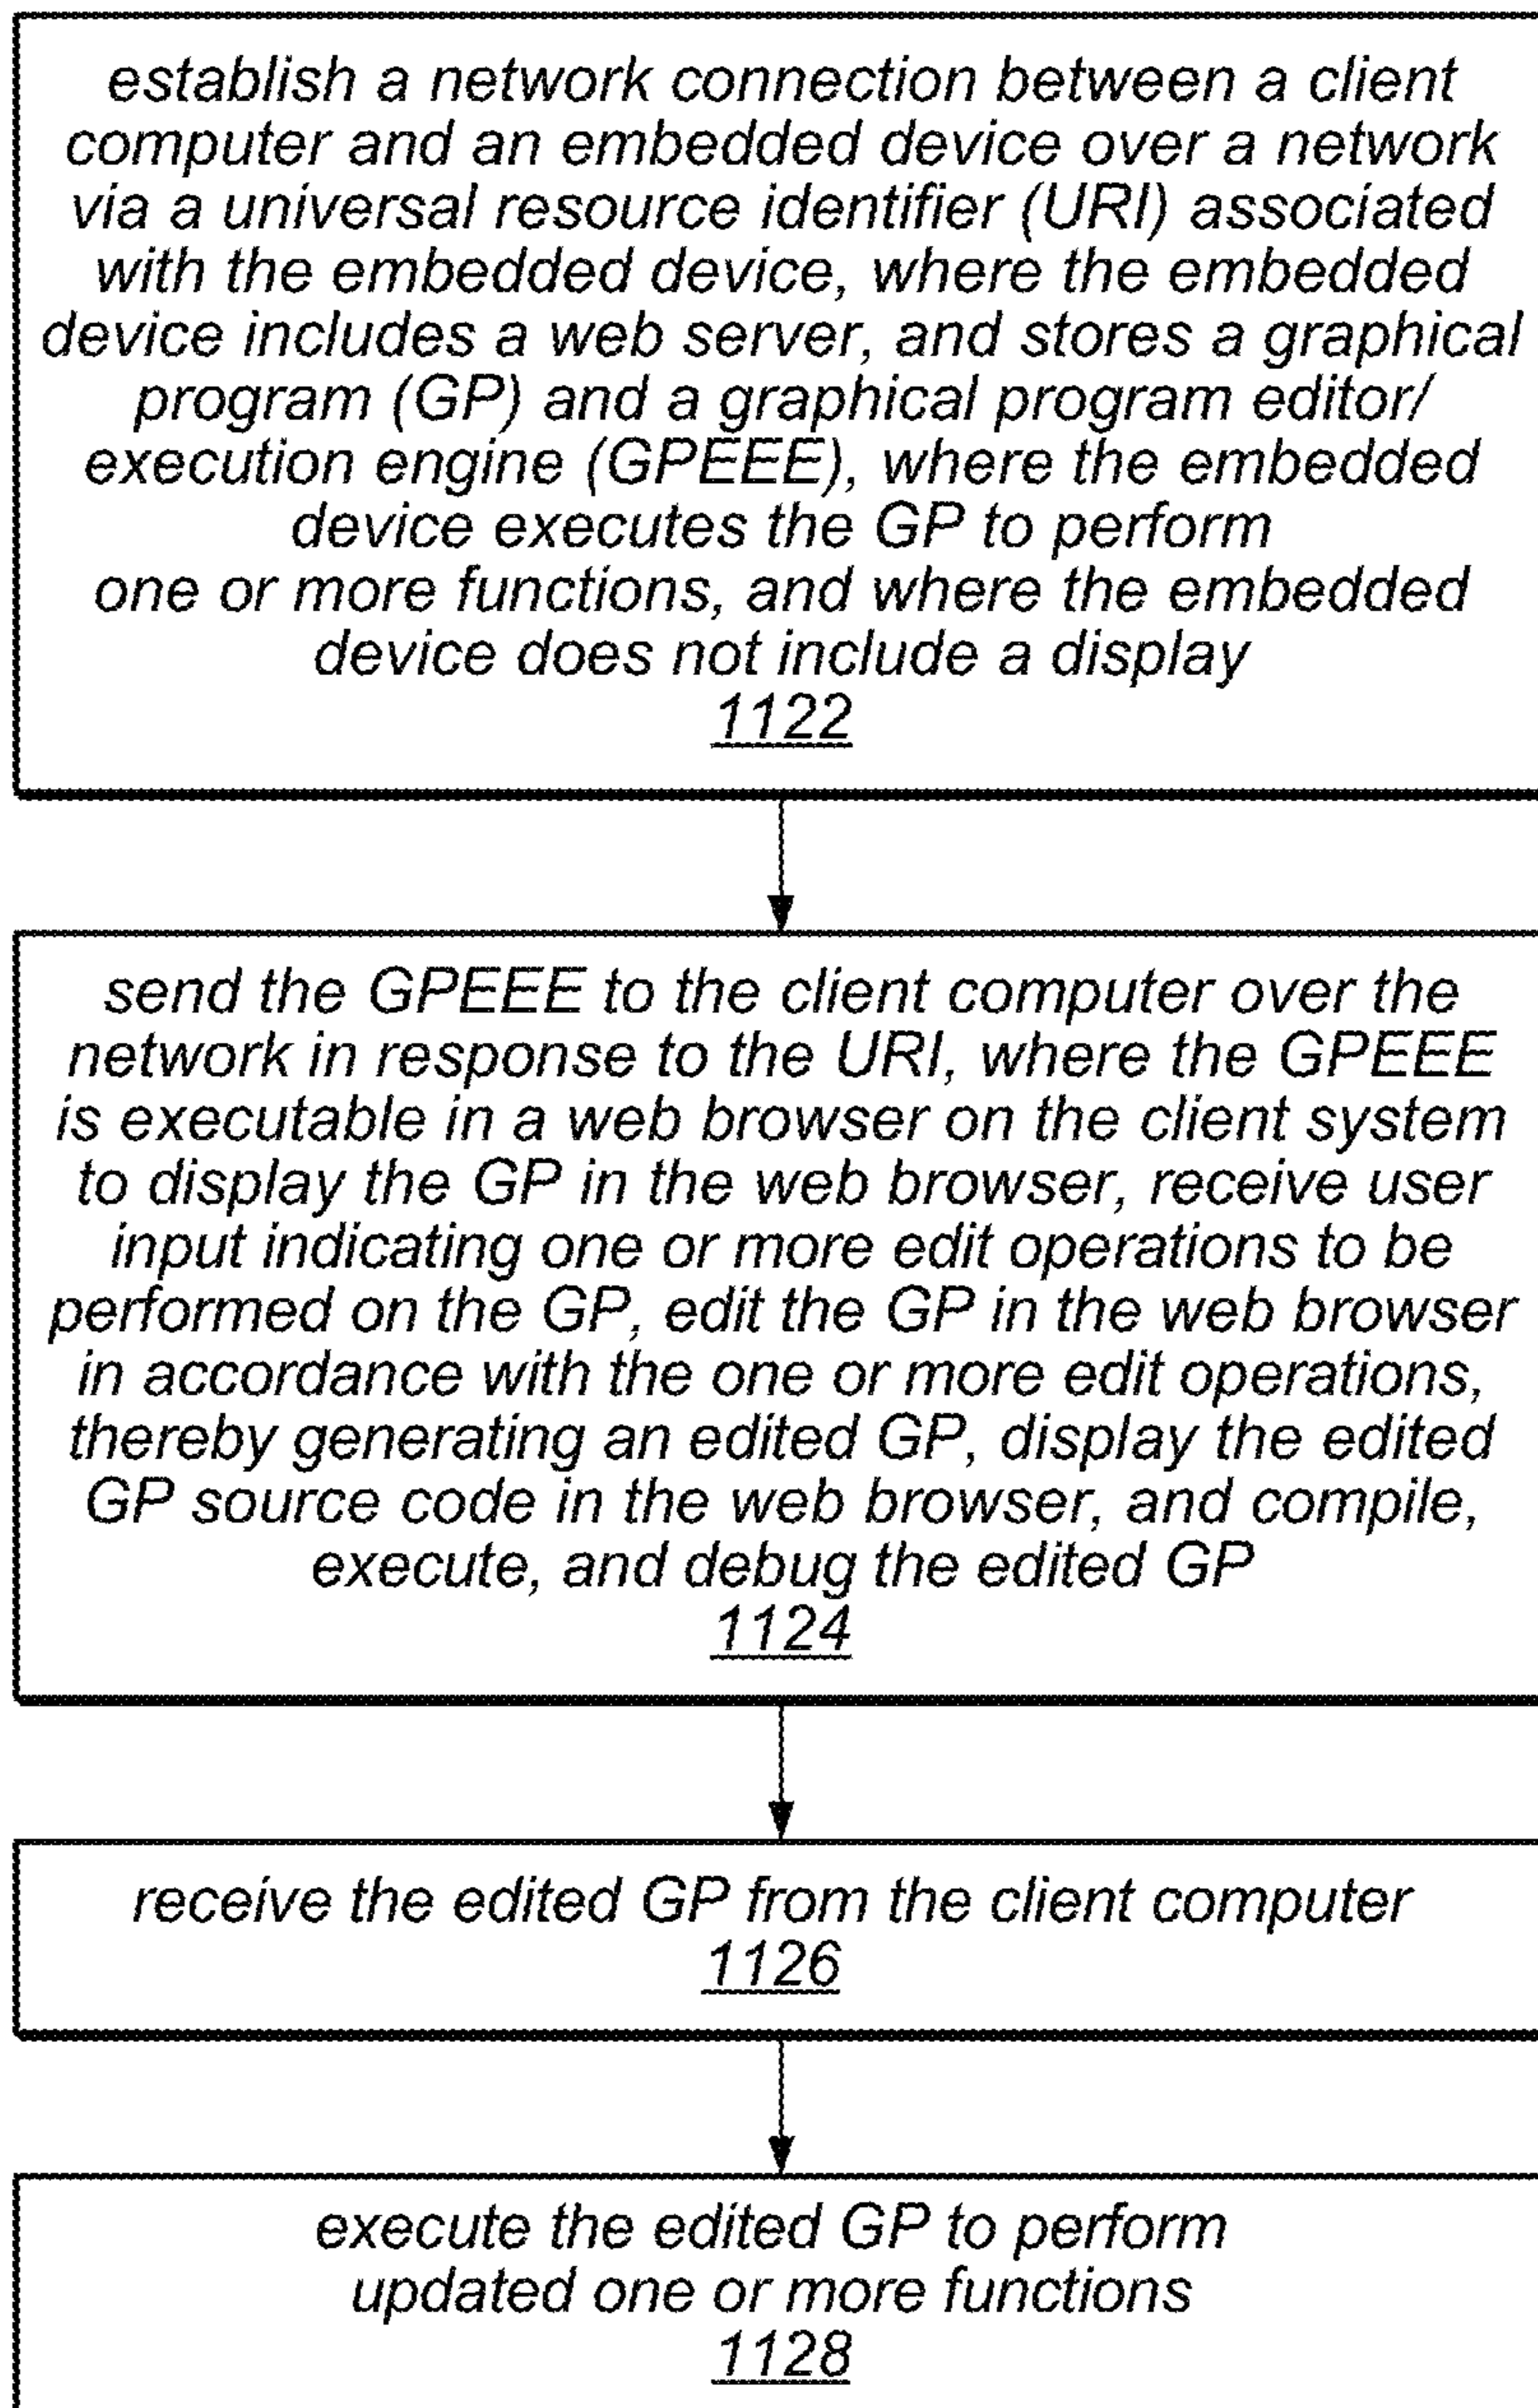 establish a network connection between a client
computer and an embedded device over a network
via a universal resource identifier (URI) associated
with the embedded device, where the embedded
device includes a web server, and stores a graphical
program (GP) and a graphical program editor/
execution engine (GPEEE), where the embedded
device executes the GP to perform
one or more functions, and where the embedded
device does not include a display
1122
send the GPEEE to the client computer over the
network in response to the URI, where the GPEEE
is executable in a web browser on the client system
to display the GP in the web browser, receive user
input indicating one or more edit operations to be
performed on the GP, edit the GP in the web browser
in accordance with the one or more edit operations,
thereby generating an edited GP, display the edited
GP source code in the web browser, and compile,
execute, and debug the edited GP
1124
receive the edited GP from the client computer
1126
execute the edited GP to perform
updated one or more functions
1128